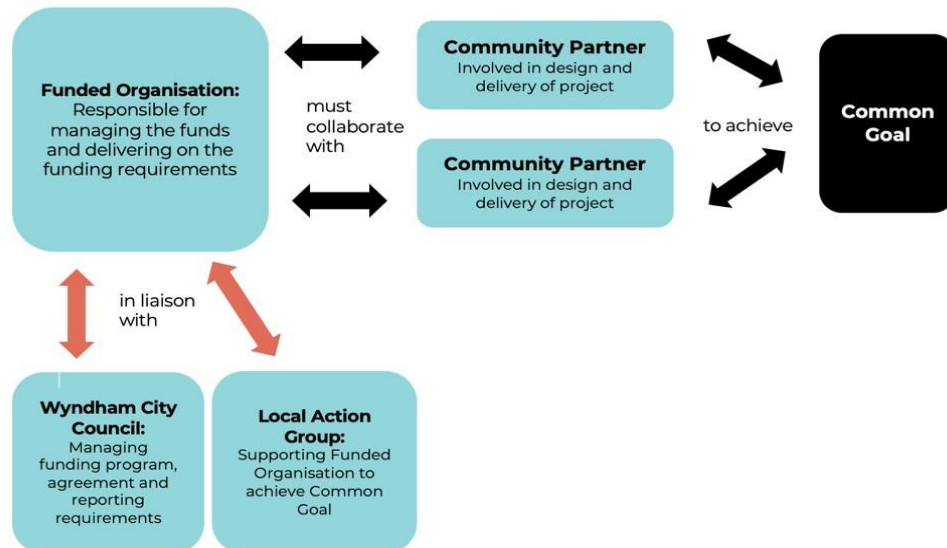 Funded Organisation:
Responsible for
managing the funds
and delivering on the
funding requirements
must
collaborate
with
Community Partner
Involved in design and
delivery of project
Community Partner
Involved in design and
delivery of project
to achieve
Common
Goal
in liaison
with
Wyndham City
Council:
Managing
funding program,
agreement and
reporting
requirements
Local Action
Group:
Supporting Funded
Organisation to
achieve Common
Goal